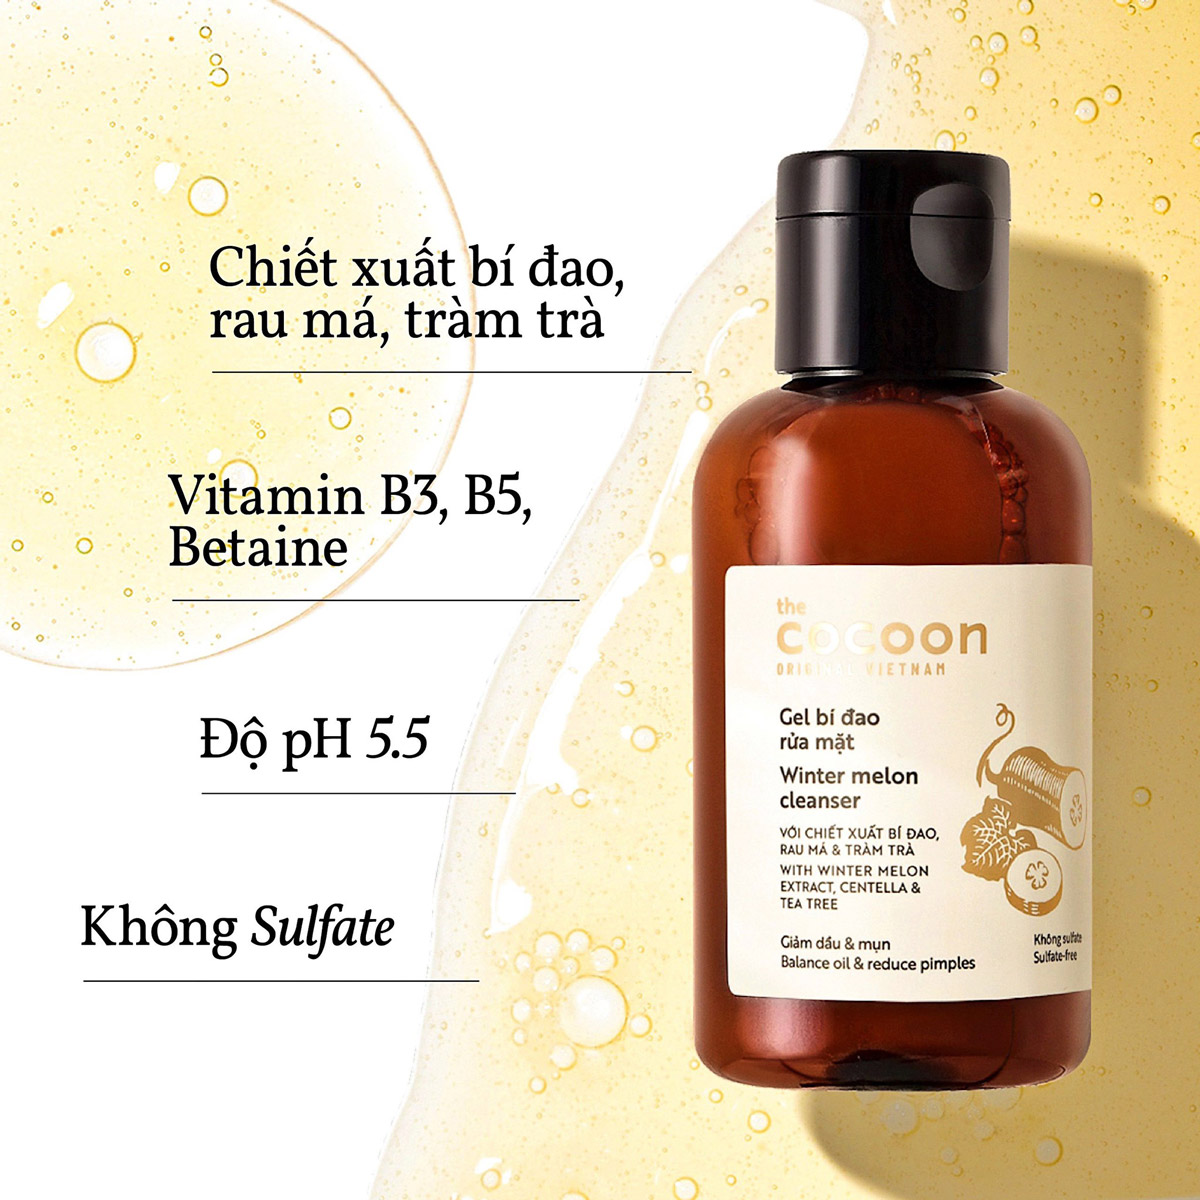 Chiết xuất bí đao,
rau má, tràm trà
Vitamin B3, B5,
Betaine
Độ pH 5.5
Không Sulfate
the
cocoon
ORIGINAL VIETNAM
Gel bí đao
rửa mặt
Winter melon
cleanser
VỚI CHIẾT XUẤT BÍ ĐAO,
RAU MÁ & TRÀM TRÀ
WITH WINTER MELON
EXTRACT, CENTELLA &
TEA TREE
Giảm dầu & mụn
Balance oil & reduce pimples
Không sulfate
Sulfate-free